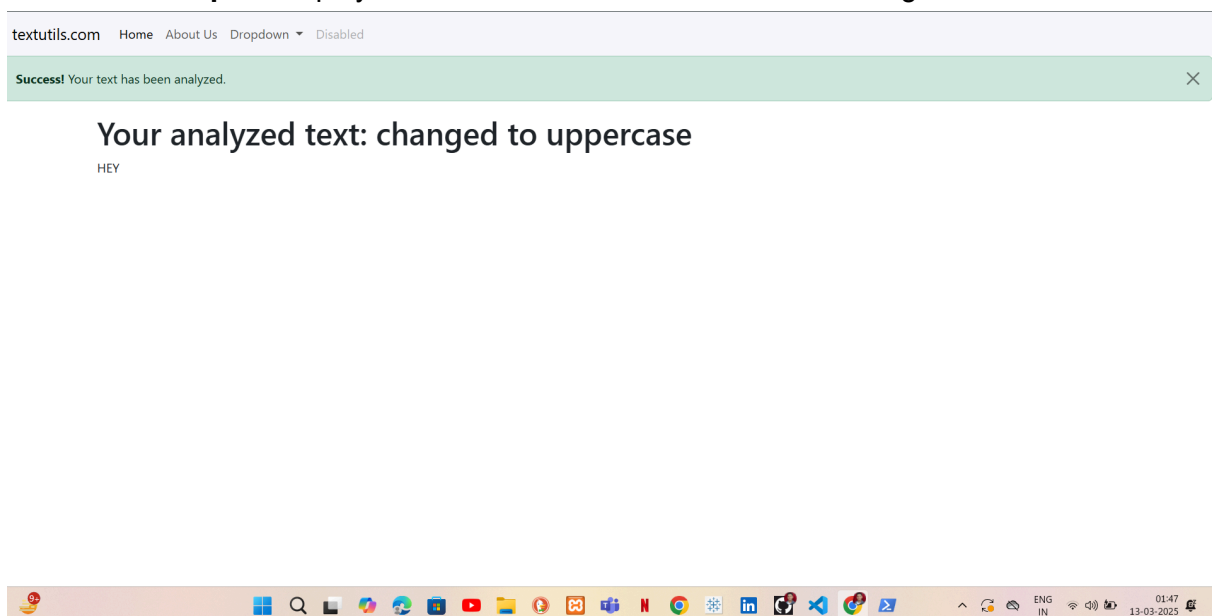 textutils.com Home About Us Dropdown Disabled
Success! Your text has been analyzed.
Your analyzed text: changed to uppercase
HEY
9+
ENG 01:47
IN 13-03-2025